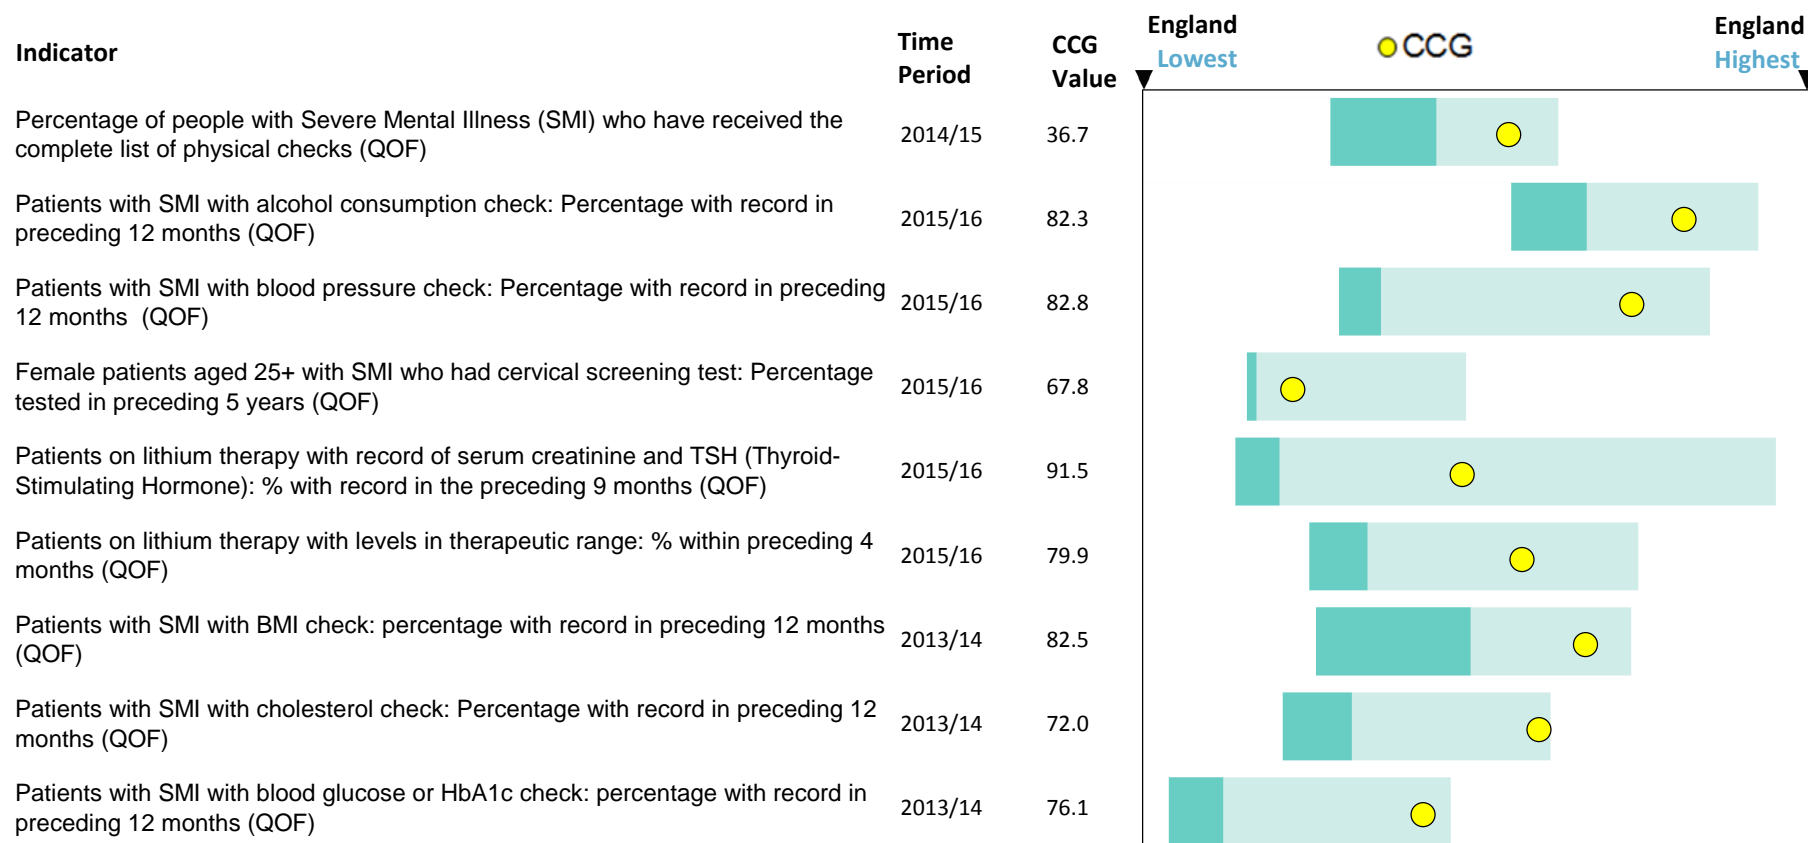 Indicator
Time
Period
CCG
Value
England
Lowest
CCG
England
Highest
Percentage of people with Severe Mental Illness (SMI) who have received the
complete list of physical checks (QOF)
2014/15
36.7
Patients with SMI with alcohol consumption check: Percentage with record in
preceding 12 months (QOF)
2015/16
82.3
Patients with SMI with blood pressure check: Percentage with record in preceding
12 months  (QOF)
2015/16
82.8
Female patients aged 25+ with SMI who had cervical screening test: Percentage
tested in preceding 5 years (QOF)
2015/16
67.8
Patients on lithium therapy with record of serum creatinine and TSH (Thyroid-
Stimulating Hormone): % with record in the preceding 9 months (QOF)
2015/16
91.5
Patients on lithium therapy with levels in therapeutic range: % within preceding 4
months (QOF)
2015/16
79.9
Patients with SMI with BMI check: percentage with record in preceding 12 months
(QOF)
2013/14
82.5
Patients with SMI with cholesterol check: Percentage with record in preceding 12
months (QOF)
2013/14
72.0
Patients with SMI with blood glucose or HbA1c check: percentage with record in
preceding 12 months (QOF)
2013/14
76.1